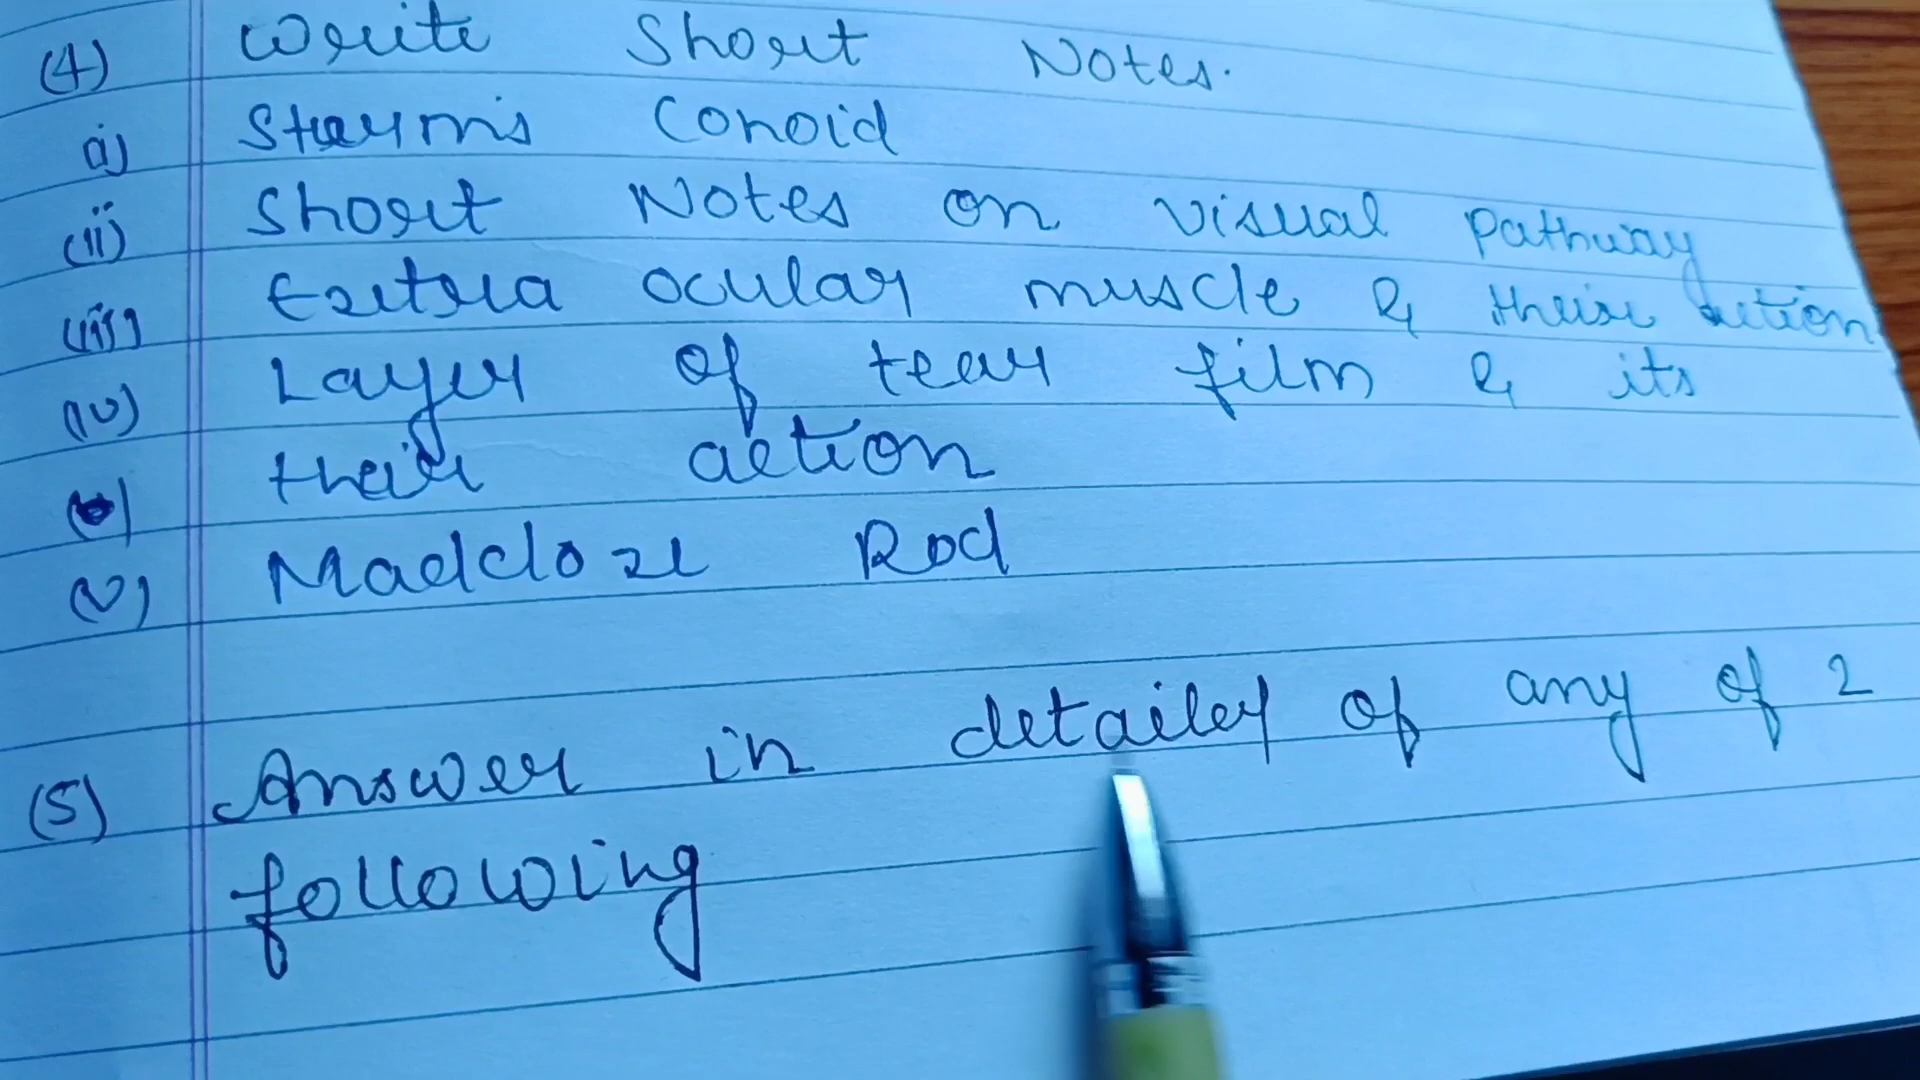 (4) Write Short Notes.
i) Sturm's Conoid
(ii) Short Notes on visual pathway
(iii) Extra ocular muscle & their action
(iv) Layer of tear film & its
their action
(v) Maddox Rod
(5) Answer in detailey of any of 2
following